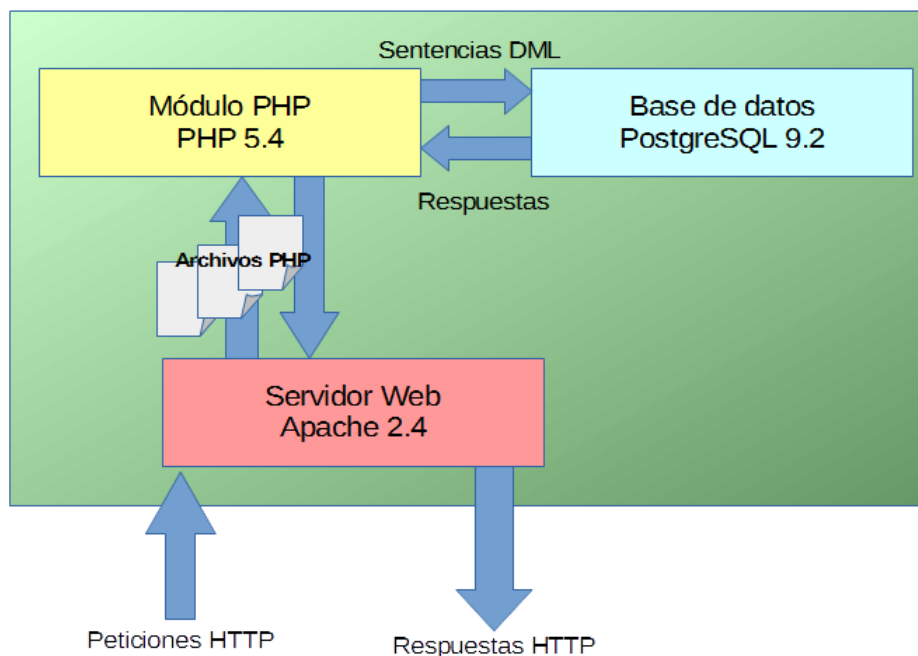 Sentencias DML
Módulo PHP
PHP 5.4
Base de datos
PostgreSQL 9.2
Respuestas
Archivos PHP
Servidor Web
Apache 2.4
Peticiones HTTP
Respuestas HTTP